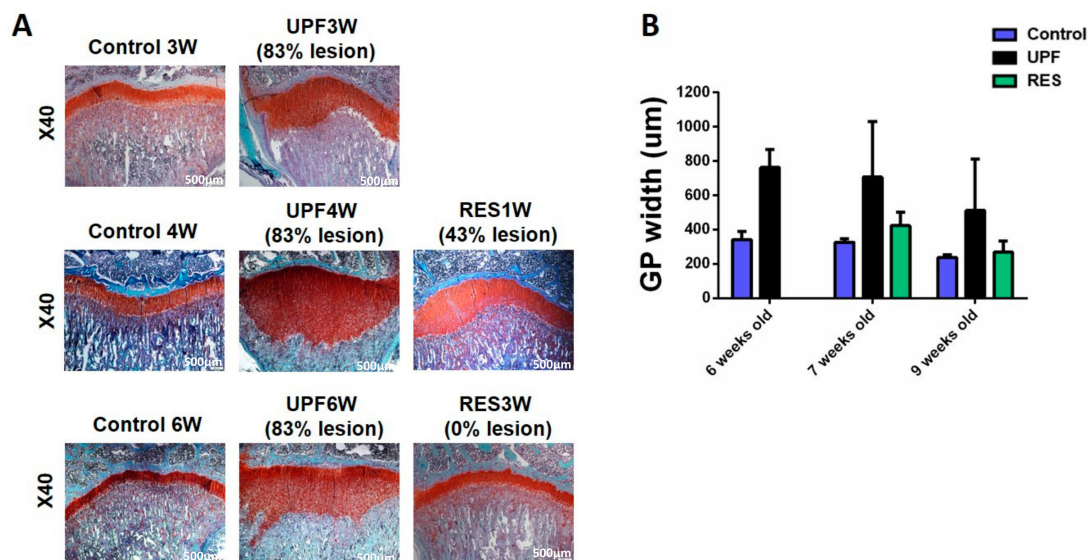 A
Control 3W
UPF3W
(83% lesion)
X40
500µm
500µm
Control 4W
UPF4W
(83% lesion)
RES1W
(43% lesion)
X40
500µm
500µm
500µm
Control 6W
UPF6W
(83% lesion)
RES3W
(0% lesion)
X40
500µm
500µm
500µm
B
Control
UPF
RES
GP width (um)
1200
1000
800
600
400
200
0
6 weeks old
7 weeks old
9 weeks old